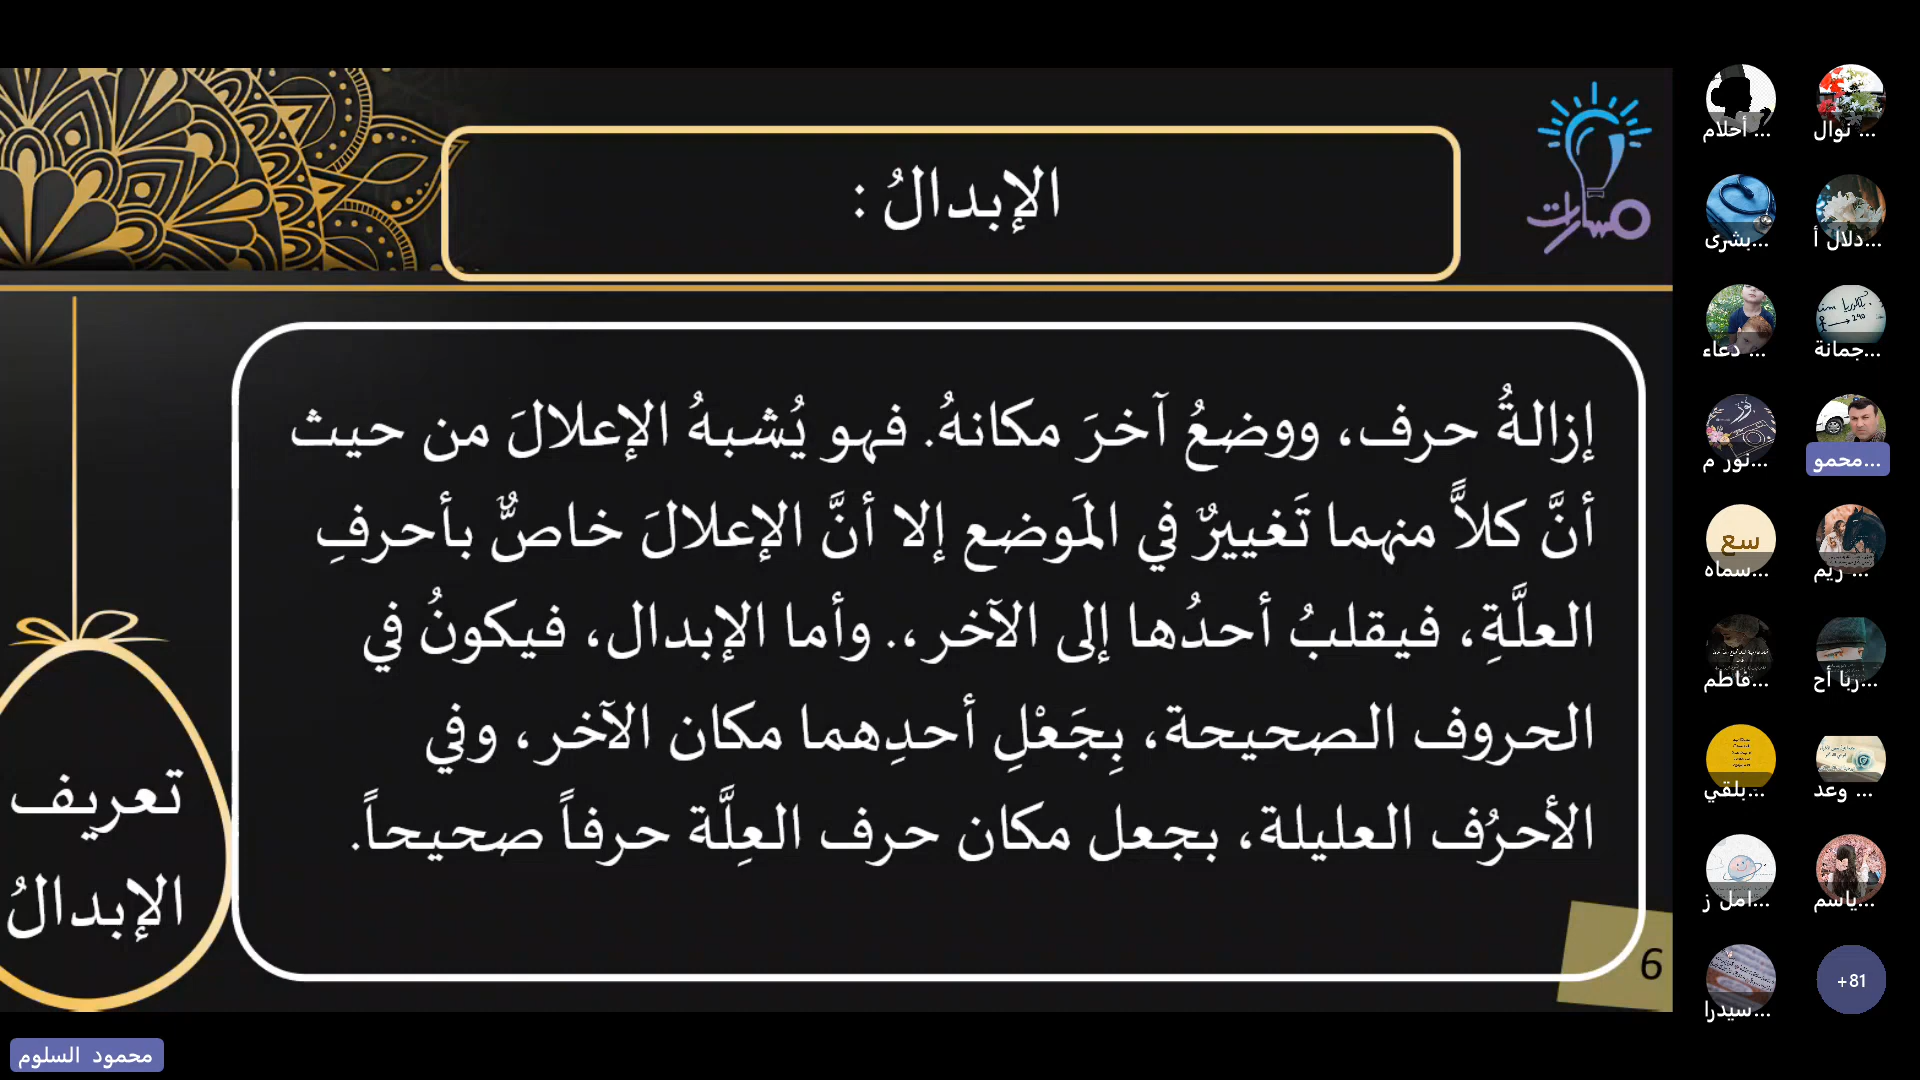 الإبدالُ :
مسارات
إزالةُ حرف، ووضعُ آخرَ مكانهُ. فهو يُشبهُ الإعلالَ من حيث
أنَّ كلاًّ منهما تَغييرٌ في المَوضع إلا أنَّ الإعلالَ خاصٌّ بأحرفِ
العلَّةِ، فيقلبُ أحدُها إلى الآخر،. وأما الإبدال، فيكونُ في
الحروف الصحيحة، بِجَعْلِ أحدِهما مكان الآخر، وفي
الأحرُف العليلة، بجعل مكان حرف العِلَّة حرفاً صحيحاً.
تعريف
الإبدالُ
6
محمود السلوم
أحلام ...
نوال ...
بشرى...
دلال أ...
دعاء ...
جمانة...
نور م...
محمو...
سع
سماه...
ريم ...
فاطم...
ربا أح...
بلقي...
وعد ...
امل ز...
ياسم...
سيدرا...
+81